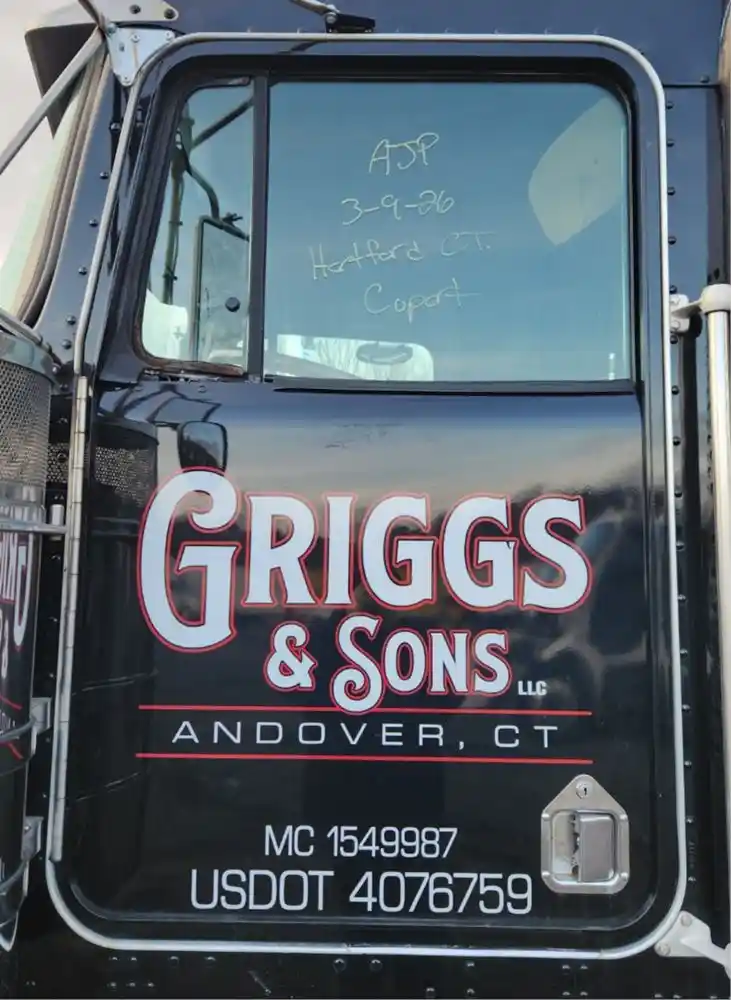 AJP
3-9-26
Hartford CT.
Copart
GRIGGS
& SONS LLC
ANDOVER, CT
MC 1549987
USDOT 4076759